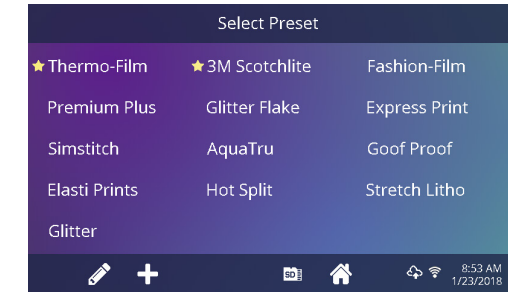 Select Preset
Thermo-Film 3M Scotchlite Fashion-Film
Premium Plus Glitter Flake Express Print
Simstitch AquaTru Goof Proof
Elasti Prints Hot Split Stretch Litho
Glitter
SD 8:53 AM
1/23/2018